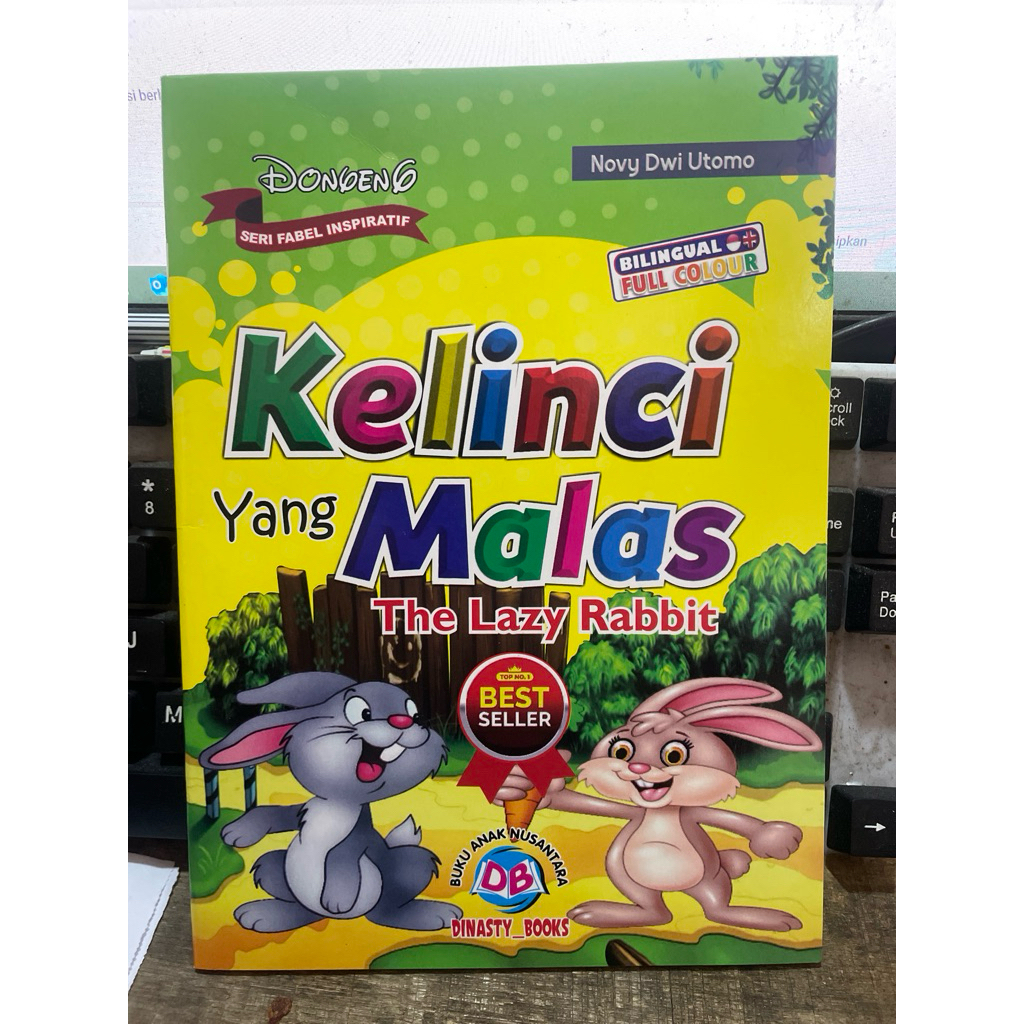 Novy Dwi Utomo
DONGENG
SERI FABEL INSPIRATIF
BILINGUAL
FULL COLOUR
Kelinci
Yang Malas
The Lazy Rabbit
TOP NO. 1
BEST
SELLER
BUKU ANAK NUSANTARA
DB
DINASTY_BOOKS
*
8
J
M
→